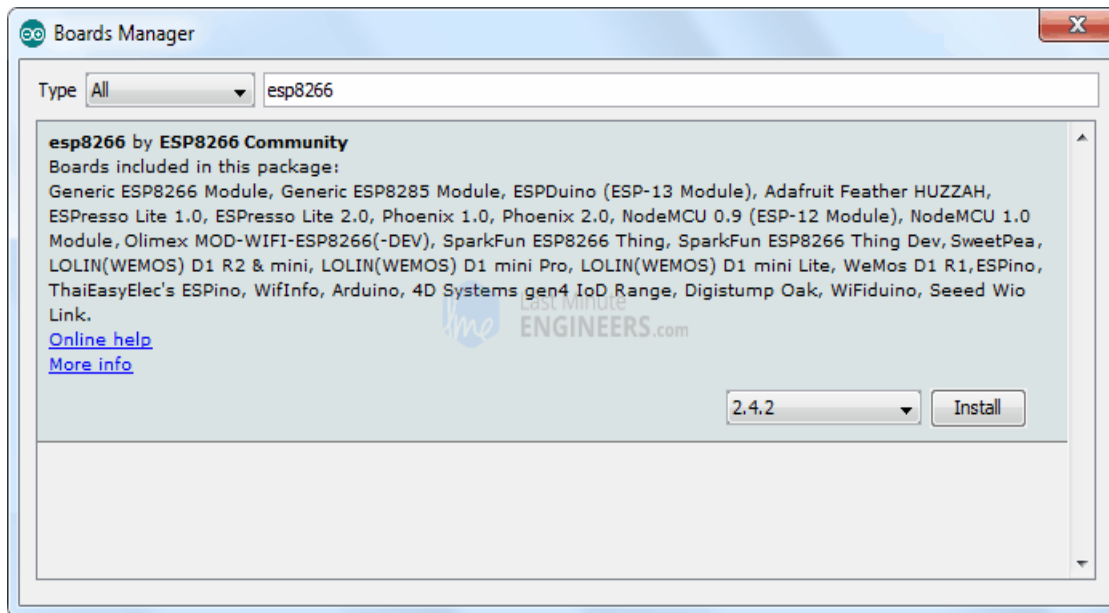 Boards Manager
Type All esp8266
esp8266 by ESP8266 Community
Boards included in this package:
Generic ESP8266 Module, Generic ESP8285 Module, ESPDuino (ESP-13 Module), Adafruit Feather HUZZAH,
ESPresso Lite 1.0, ESPresso Lite 2.0, Phoenix 1.0, Phoenix 2.0, NodeMCU 0.9 (ESP-12 Module), NodeMCU 1.0
Module, Olimex MOD-WIFI-ESP8266(-DEV), SparkFun ESP8266 Thing, SparkFun ESP8266 Thing Dev, SweetPea,
LOLIN(WEMOS) D1 R2 & mini, LOLIN(WEMOS) D1 mini Pro, LOLIN(WEMOS) D1 mini Lite, WeMos D1 R1, ESPino,
ThaiEasyElec's ESPino, WifInfo, Arduino, 4D Systems gen4 IoD Range, Digistump Oak, WiFiduino, Seeed Wio
Link.
lme Last Minute
ENGINEERS.com
Online help
More info
2.4.2 Install